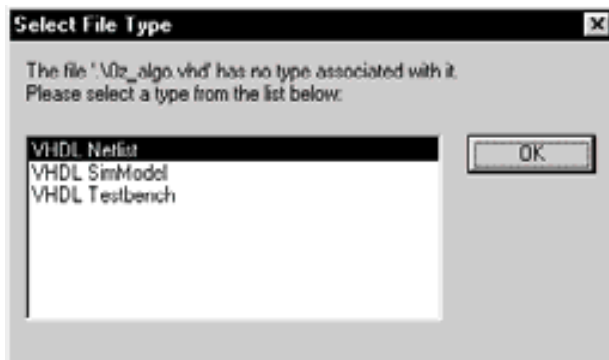 Select File Type
The file '.\0z_algo.vhd' has no type associated with it.
Please select a type from the list below:
VHDL Netlist
VHDL SimModel
VHDL Testbench
OK